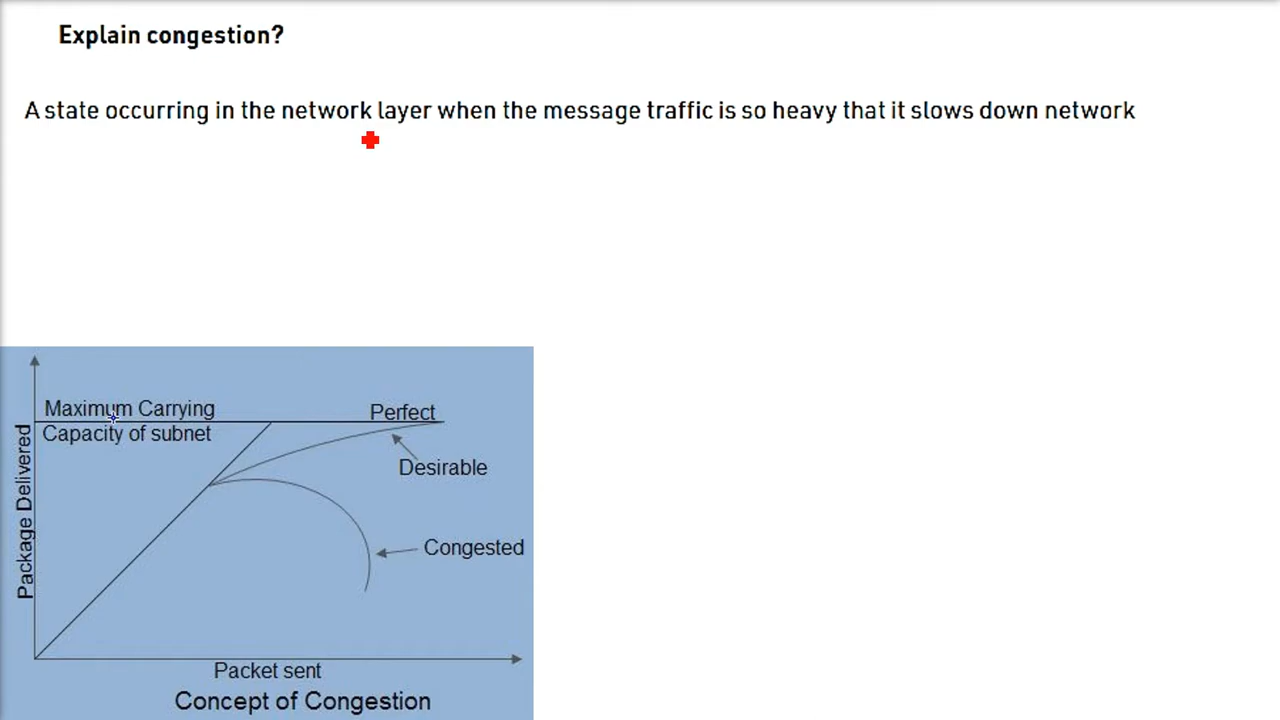 Explain congestion?
A state occurring in the network layer when the message traffic is so heavy that it slows down network
Maximum Carrying
Capacity of subnet
Perfect
Desirable
Congested
Package Delivered
Packet sent
Concept of Congestion